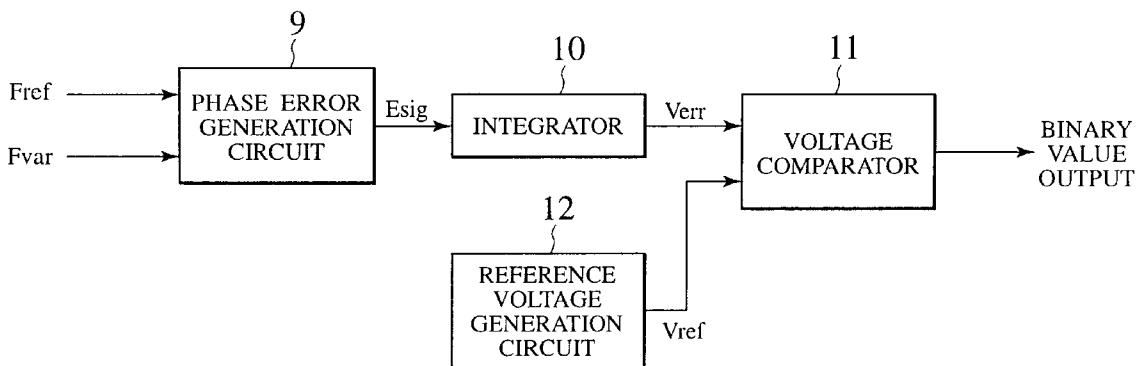 9
10
11
Fref
Fvar
PHASE ERROR
GENERATION
CIRCUIT
Esig
INTEGRATOR
Verr
VOLTAGE
COMPARATOR
BINARY
VALUE
OUTPUT
12
REFERENCE
VOLTAGE
GENERATION
CIRCUIT
Vref